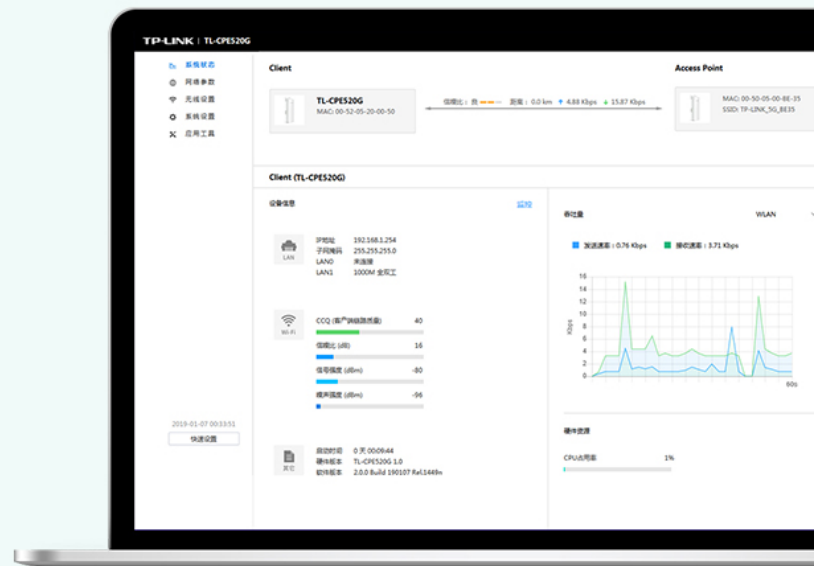 TP-LINK | TL-CPE520G
系统状态
网络参数
无线设置
系统设置
应用工具
Client
Access Point
TL-CPE520G
MAC: 00-52-05-20-00-50
信噪比: 良 距离: 0.0 km 4.88 Kbps 15.87 Kbps
MAC: 00-50-05-00-8E-35
SSID: TP-LINK_5G_8E35
Client (TL-CPE520G)
设备信息
监控
LAN
IP地址 192.168.1.254
子网掩码 255.255.255.0
LAN0 未连接
LAN1 1000M 全双工
Wi-Fi
CCQ (客户端链路质量) 40
信噪比 (dB) 16
信号强度 (dBm) -80
噪声强度 (dBm) -96
其它
启动时间 0 天 00:09:44
硬件版本 TL-CPE520G 1.0
软件版本 2.0.0 Build 190107 Rel.1449n
2019-01-07 00:33:51
快速设置
吞吐量
WLAN
发送速率: 0.76 Kbps 接收速率: 3.71 Kbps
Kbps
16
14
12
10
8
6
4
2
0
60s
硬件资源
CPU占用率 1%